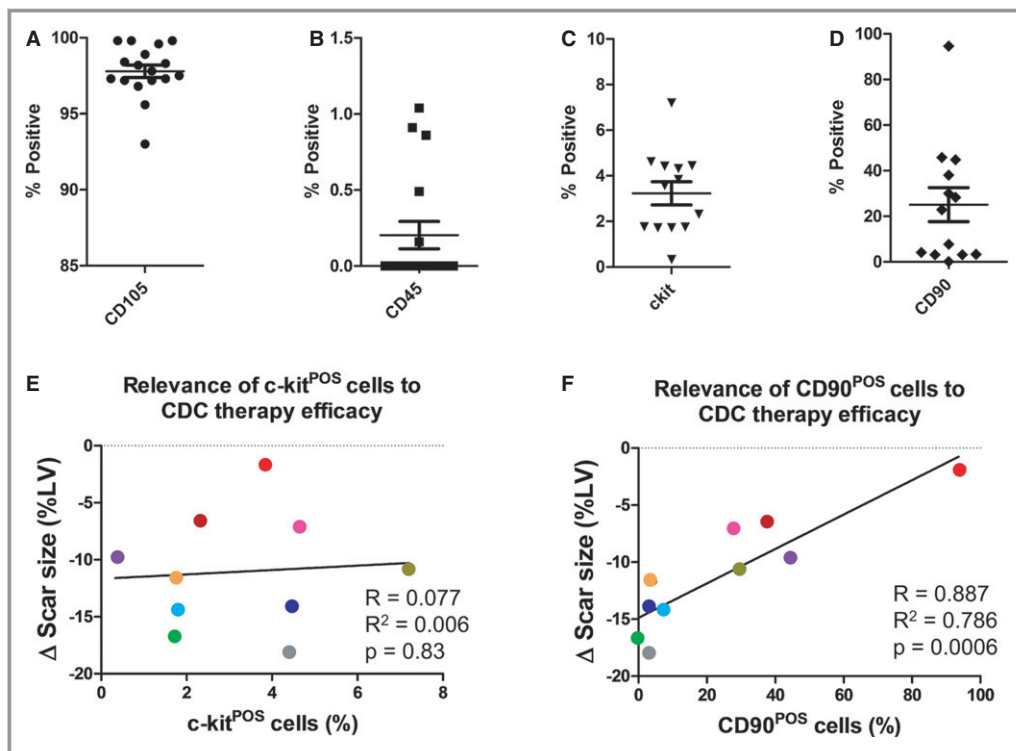 A
% Positive
100
95
90
85
CD105
B
% Positive
1.5
1.0
0.5
0.0
CD45
C
% Positive
10
8
6
4
2
0
ckit
D
% Positive
100
80
60
40
20
0
CD90
E
Relevance of c-kitPOS cells to
CDC therapy efficacy
Δ Scar size (%LV)
0
-5
-10
-15
-20
R = 0.077
R2 = 0.006
p = 0.83
0 2 4 6 8
c-kitPOS cells (%)
F
Relevance of CD90POS cells to
CDC therapy efficacy
Δ Scar size (%LV)
0
-5
-10
-15
-20
R = 0.887
R2 = 0.786
p = 0.0006
0 20 40 60 80 100
CD90POS cells (%)